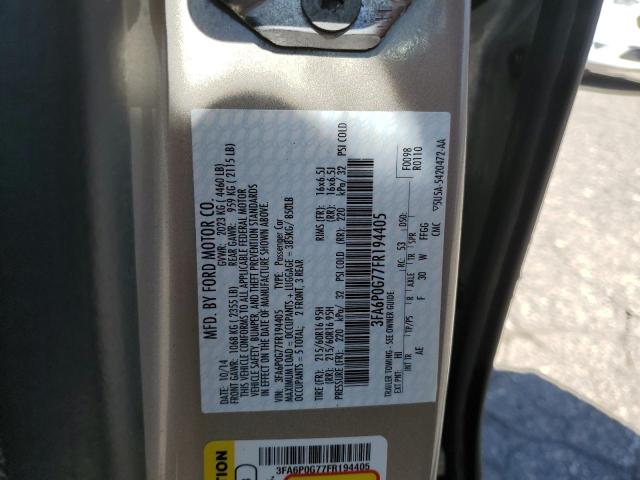 MFD. BY FORD MOTOR CO.
DATE: 10/14 GVWR: 2023 KG ( 4460 LB)
FRONT GAWR: 1068 KG ( 2355 LB) REAR GAWR: 959 KG ( 2115 LB)
THIS VEHICLE CONFORMS TO ALL APPLICABLE FEDERAL MOTOR
VEHICLE SAFETY, BUMPER, AND THEFT PREVENTION STANDARDS
IN EFFECT ON THE DATE OF MANUFACTURE SHOWN ABOVE.
VIN: 3FA6P0G77FR194405 TYPE: Passenger Car
MAXIMUM LOAD = OCCUPANTS + LUGGAGE = 385KG/ 850LB
OCCUPANTS = 5 TOTAL: 2 FRONT, 3 REAR
TIRE (FR): 215/60R16 95H RIMS (FR): 16x6.5J
(RR): 215/60R16 95H (RR): 16x6.5J
PRESSURE (FR): 220 kPa/ 32 PSI COLD (RR): 220 kPa/ 32 PSI COLD
3FA6P0G77FR194405
TRAILER TOWING - SEE OWNER GUIDE F0098
EXT PNT: H1 RC: 53 DSO: R0110
TR TP/PS R AXLE TR SPR
AE F 30 W FFGG
CMC 5U5A-5420472-AA
3FA6P0G77FR194405